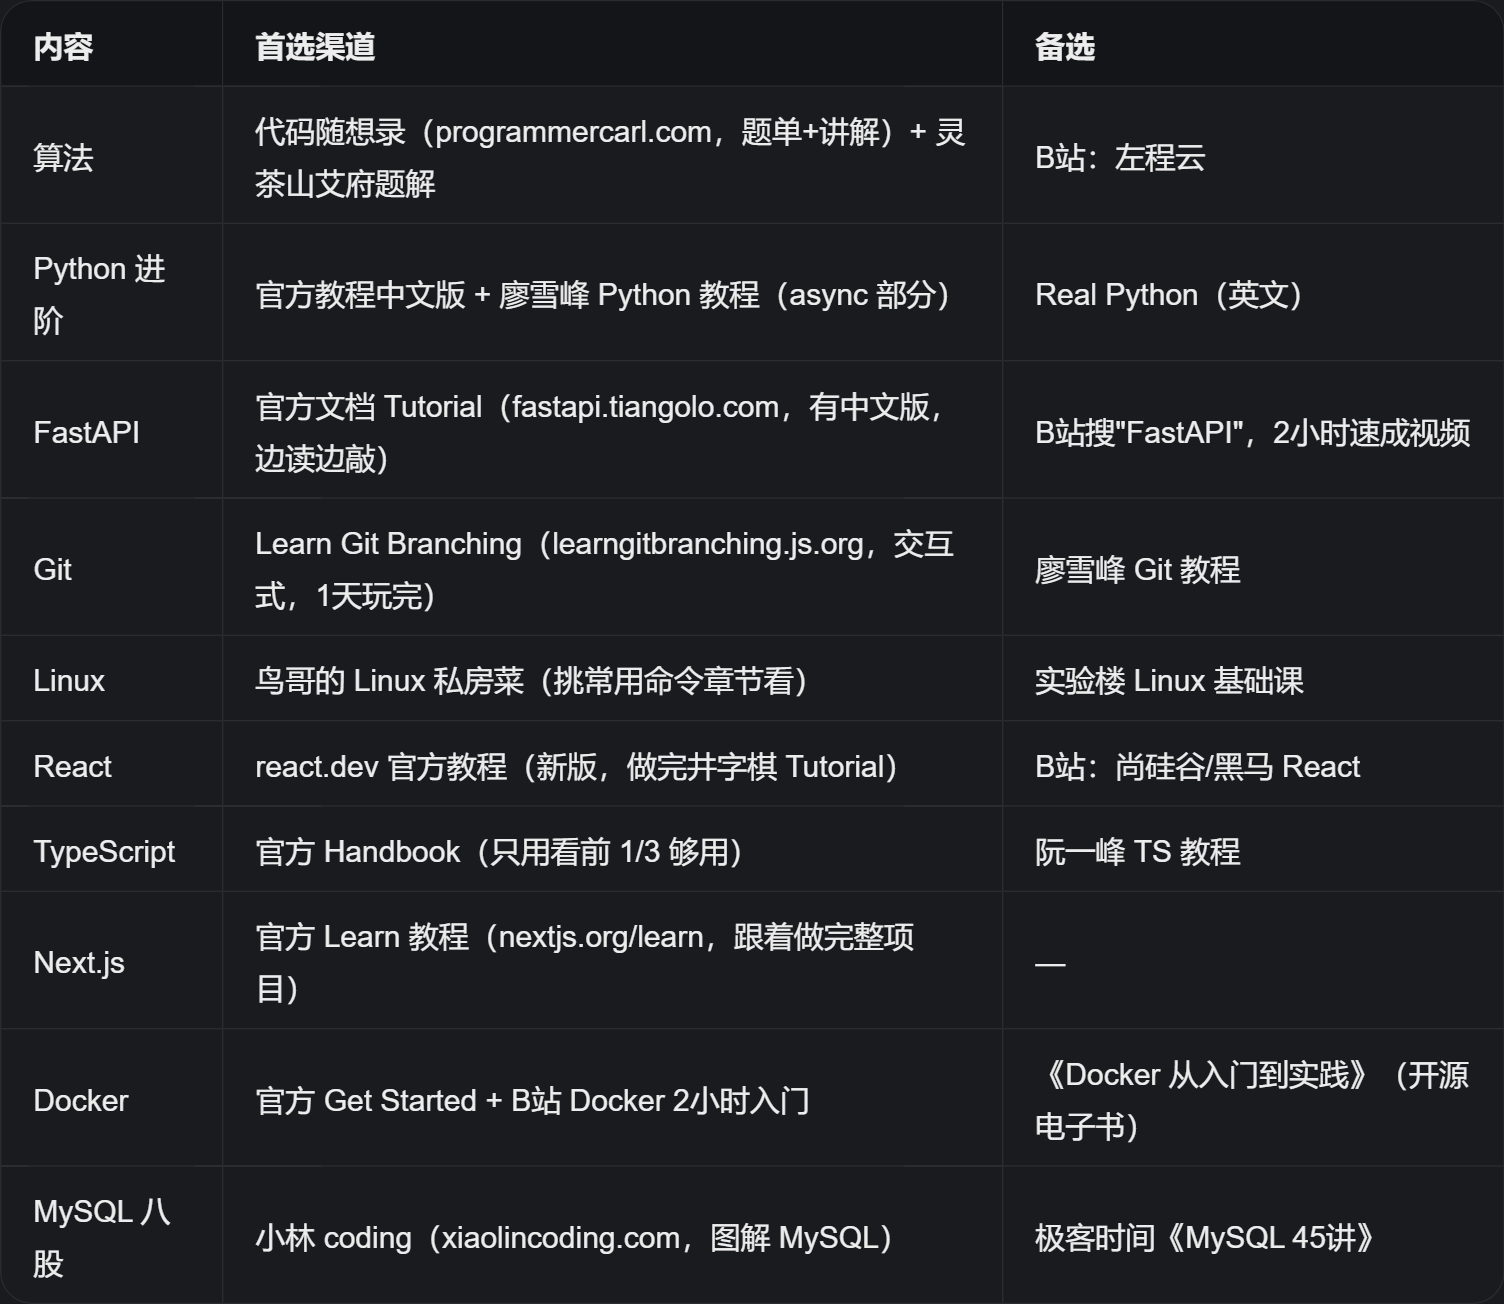 内容
首选渠道
备选
算法
代码随想录（programmercarl.com，题单+讲解）+ 灵
茶山艾府题解
B站：左程云
Python 进
阶
官方教程中文版 + 廖雪峰 Python 教程（async 部分）
Real Python（英文）
FastAPI
官方文档 Tutorial（fastapi.tiangolo.com，有中文版，
边读边敲）
B站搜"FastAPI"，2小时速成视频
Git
Learn Git Branching（learngitbranching.js.org，交互
式，1天玩完）
廖雪峰 Git 教程
Linux
鸟哥的 Linux 私房菜（挑常用命令章节看）
实验楼 Linux 基础课
React
react.dev 官方教程（新版，做完井字棋 Tutorial）
B站：尚硅谷/黑马 React
TypeScript
官方 Handbook（只用看前 1/3 够用）
阮一峰 TS 教程
Next.js
官方 Learn 教程（nextjs.org/learn，跟着做完整项
目）
—
Docker
官方 Get Started + B站 Docker 2小时入门
《Docker 从入门到实践》（开源
电子书）
MySQL 八
股
小林 coding（xiaolincoding.com，图解 MySQL）
极客时间《MySQL 45讲》